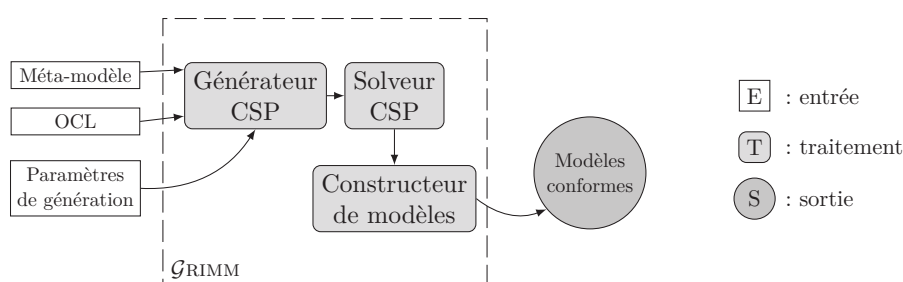 Méta-modèle
OCL
Paramètres
de génération
Générateur
CSP
Solveur
CSP
Constructeur
de modèles
GRIMM
Modèles
conformes
E : entrée
T : traitement
S : sortie